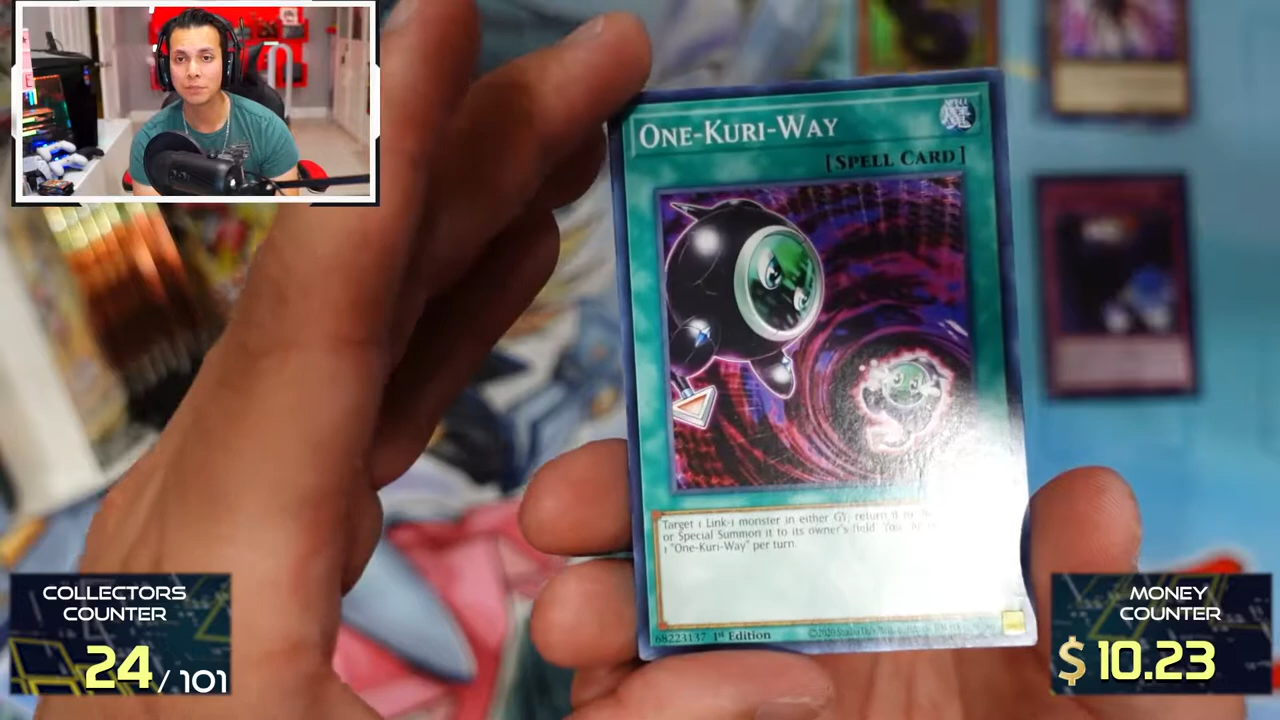 ONE-KURI-WAY
[SPELL CARD]
Target 1 Link-1 monster in either GY; return it to
or Special Summon it to its owner's field. You
1 "One-Kuri-Way" per turn.
68223137 1st Edition
COLLECTORS
COUNTER
24 / 101
MONEY
COUNTER
$ 10.23